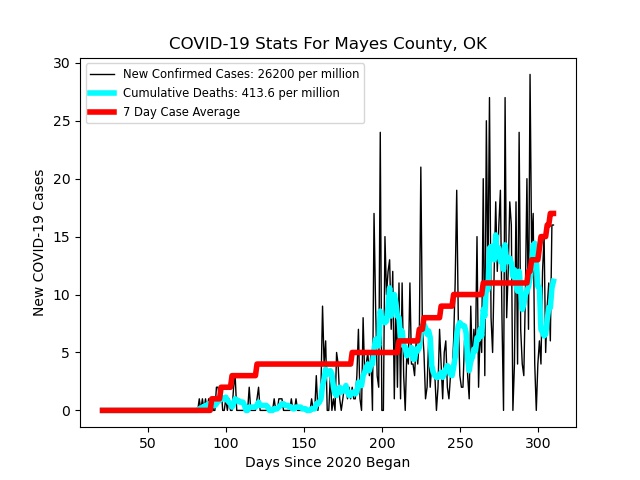 COVID-19 Stats For Mayes County, OK
New Confirmed Cases: 26200 per million
Cumulative Deaths: 413.6 per million
7 Day Case Average
New COVID-19 Cases
30
25
20
15
10
5
0
50 100 150 200 250 300
Days Since 2020 Began